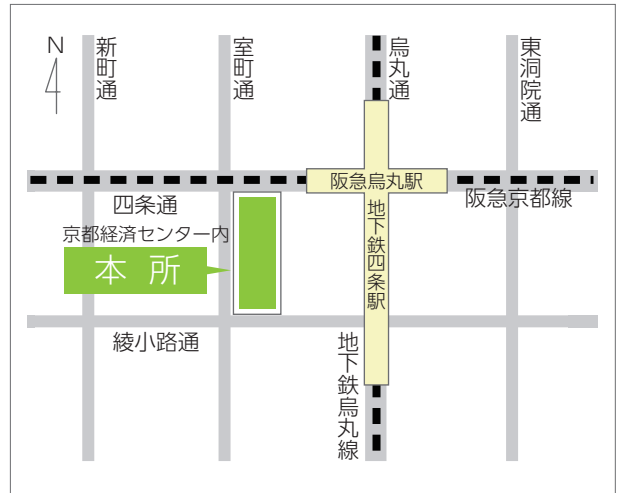 N
新町通
室町通
烏丸通
東洞院通
阪急烏丸駅
四条通
阪急京都線
地下鉄四条駅
京都経済センター内
本所
綾小路通
地下鉄烏丸線